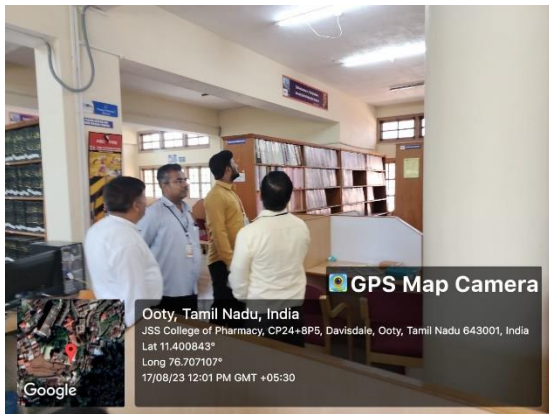 GPS Map Camera
Ooty, Tamil Nadu, India
JSS College of Pharmacy, CP24+8P5, Davisdale, Ooty, Tamil Nadu 643001, India
Lat 11.400843°
Long 76.707107°
17/08/23 12:01 PM GMT +05:30
Google